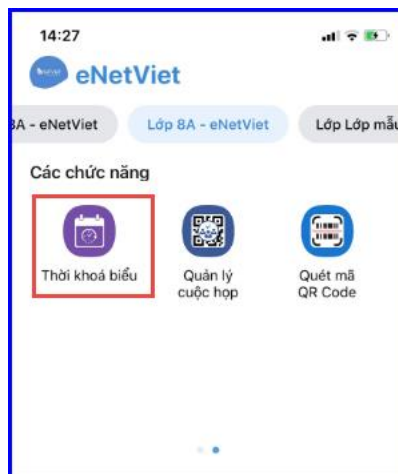 14:27
eNetViet
8A - eNetViet
Lớp 8A - eNetViet
Lớp Lớp mẫu
Các chức năng
Thời khoá biểu
Quản lý
cuộc họp
Quét mã
QR Code